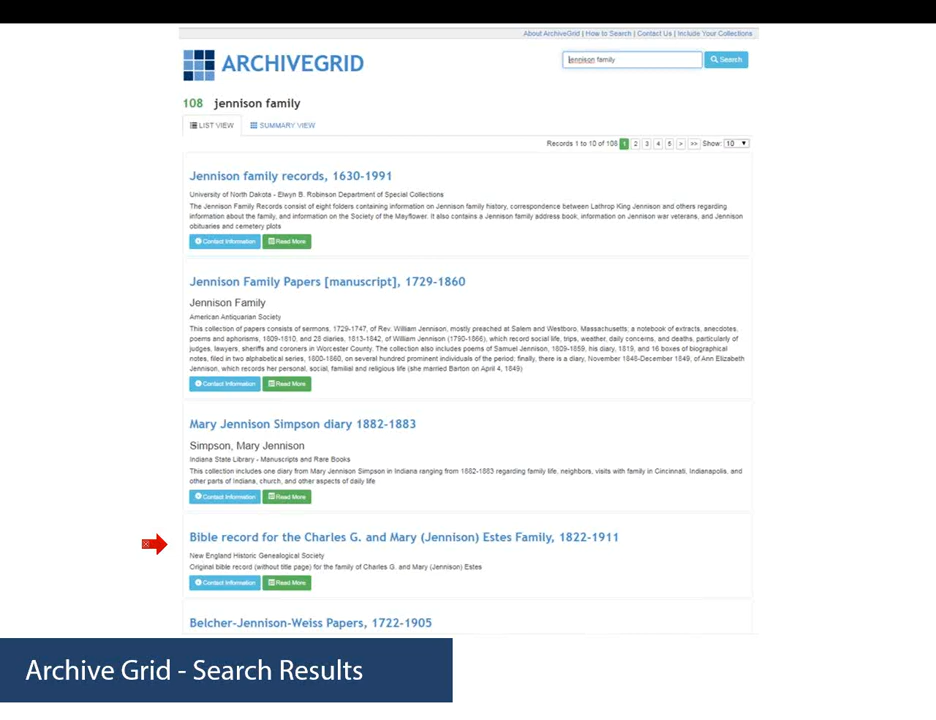 About ArchiveGrid | How to Search | Contact Us | Include Your Collections
ARCHIVEGRID
jennison family
Search
108 jennison family
LIST VIEW
SUMMARY VIEW
Records 1 to 10 of 108 1 2 3 4 5 > >> Show: 10
Jennison family records, 1630-1991
University of North Dakota - Elwyn B. Robinson Department of Special Collections
The Jennison Family Records consist of eight folders containing information on Jennison family history, correspondence between Lathrop King Jennison and others regarding
information about the family, and information on the Society of the Mayflower. It also contains a Jennison family address book, information on Jennison war veterans, and Jennison
obituaries and cemetery plots
Contact Information Read More
Jennison Family Papers [manuscript], 1729-1860
Jennison Family
American Antiquarian Society
This collection of papers consists of sermons, 1729-1747, of Rev. William Jennison, mostly preached at Salem and Westboro, Massachusetts; a notebook of extracts, anecdotes,
poems and aphorisms, 1809-1810, and 28 diaries, 1813-1842, of William Jennison (1790-1866), which record social life, trips, weather, daily concerns, and deaths, particularly of
judges, lawyers, sheriffs and coroners in Worcester County. The collection also includes poems of Samuel Jennison, 1809-1859, his diary, 1819, and 16 boxes of biographical
notes, filed in two alphabetical series, 1800-1860, on several hundred prominent individuals of the period; finally, there is a diary, November 1848-December 1849, of Ann Elizabeth
Jennison, which records her personal, social, familial and religious life (she married Barton on April 4, 1849)
Contact Information Read More
Mary Jennison Simpson diary 1882-1883
Simpson, Mary Jennison
Indiana State Library - Manuscripts and Rare Books
This collection includes one diary from Mary Jennison Simpson in Indiana ranging from 1882-1883 regarding family life, neighbors, visits with family in Cincinnati, Indianapolis, and
other parts of Indiana, church, and other aspects of daily life
Contact Information Read More
Bible record for the Charles G. and Mary (Jennison) Estes Family, 1822-1911
New England Historic Genealogical Society
Original bible record (without title page) for the family of Charles G. and Mary (Jennison) Estes
Contact Information Read More
Belcher-Jennison-Weiss Papers, 1722-1905
Archive Grid - Search Results